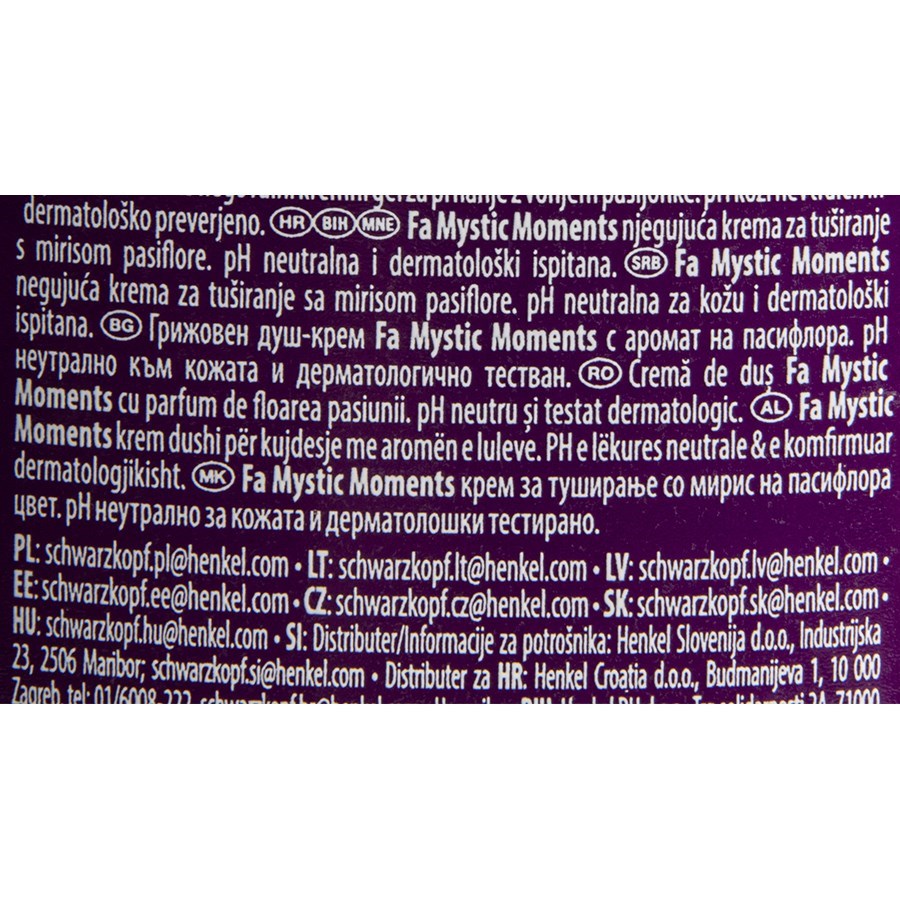 dermatološko preverjeno. HR BIH MNE Fa Mystic Moments njegujuća krema za tuširanje
s mirisom pasiflore. pH neutralna i dermatološki ispitana. SRB Fa Mystic Moments
negujuća krema za tuširanje sa mirisom pasiflore. pH neutralna za kožu i dermatološki
ispitana. BG Грижовен душ-крем Fa Mystic Moments с аромат на пасифлора. pH
неутрално към кожата и дерматологично тестван. RO Cremă de duș Fa Mystic
Moments cu parfum de floarea pasiunii. pH neutru și testat dermatologic. AL Fa Mystic
Moments krem dushi për kujdesje me aromën e luleve. PH e lëkures neutrale & e komfirmuar
dermatologjikisht. MK Fa Mystic Moments крем за туширање со мирис на пасифлора
цвет. pH неутрално за кожата и дерматолошки тестирано.
PL: schwarzkopf.pl@henkel.com • LT: schwarzkopf.lt@henkel.com • LV: schwarzkopf.lv@henkel.com •
EE: schwarzkopf.ee@henkel.com • CZ: schwarzkopf.cz@henkel.com • SK: schwarzkopf.sk@henkel.com •
HU: schwarzkopf.hu@henkel.com • SI: Distributer/Informacije za potrošnika: Henkel Slovenija d.o.o., Industrijska
23, 2506 Maribor; schwarzkopf.si@henkel.com • Distributer za HR: Henkel Croatia d.o.o., Budmanijeva 1, 10 000
Zagreb tel: 01/6008-222